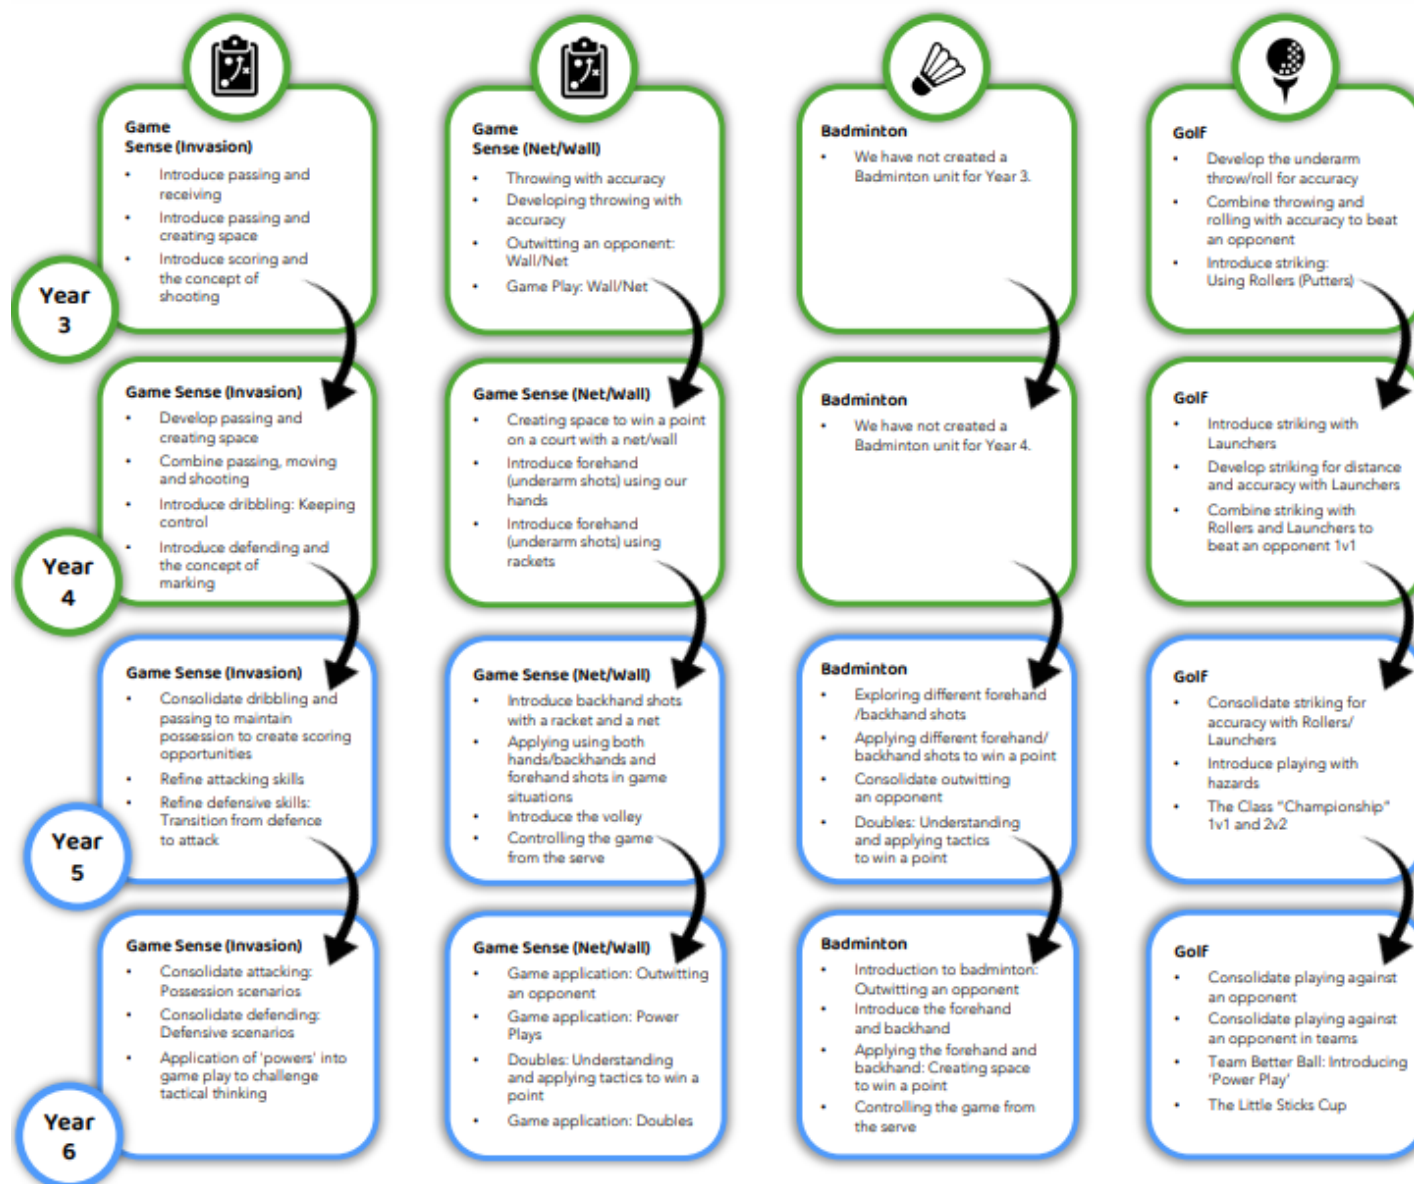 Game
Sense (Invasion)
• Introduce passing and
receiving
• Introduce passing and
creating space
• Introduce scoring and
the concept of
shooting
Game
Sense (Net/Wall)
• Throwing with accuracy
• Developing throwing with
accuracy
• Outwitting an opponent:
Wall/Net
• Game Play: Wall/Net
Badminton
• We have not created a
Badminton unit for Year 3.
Golf
• Develop the underarm
throw/roll for accuracy
• Combine throwing and
rolling with accuracy to beat
an opponent
• Introduce striking:
Using Rollers (Putters)
Year
3
Game Sense (Invasion)
• Develop passing and
creating space
• Combine passing, moving
and shooting
• Introduce dribbling: Keeping
control
• Introduce defending and
the concept of
marking
Game Sense (Net/Wall)
• Creating space to win a point
on a court with a net/wall
• Introduce forehand
(underarm shots) using our
hands
• Introduce forehand
(underarm shots) using
rackets
Badminton
• We have not created a
Badminton unit for Year 4.
Golf
• Introduce striking with
Launchers
• Develop striking for distance
and accuracy with Launchers
• Combine striking with
Rollers and Launchers to
beat an opponent 1v1
Year
4
Game Sense (Invasion)
• Consolidate dribbling and
passing to maintain
possession to create scoring
opportunities
• Refine attacking skills
• Refine defensive skills:
Transition from defence
to attack
Game Sense (Net/Wall)
• Introduce backhand shots
with a racket and a net
• Applying using both
hands/backhands and
forehand shots in game
situations
• Introduce the volley
• Controlling the game
from the serve
Badminton
• Exploring different forehand
/backhand shots
• Applying different forehand/
backhand shots to win a point
• Consolidate outwitting
an opponent
• Doubles: Understanding
and applying tactics
to win a point
Golf
• Consolidate striking for
accuracy with Rollers/
Launchers
• Introduce playing with
hazards
• The Class "Championship"
1v1 and 2v2
Year
5
Game Sense (Invasion)
• Consolidate attacking:
Possession scenarios
• Consolidate defending:
Defensive scenarios
• Application of 'powers' into
game play to challenge
tactical thinking
Game Sense (Net/Wall)
• Game application: Outwitting
an opponent
• Game application: Power
Plays
• Doubles: Understanding
and applying tactics to win a
point
• Game application: Doubles
Badminton
• Introduction to badminton:
Outwitting an opponent
• Introduce the forehand
and backhand
• Applying the forehand and
backhand: Creating space
to win a point
• Controlling the game from
the serve
Golf
• Consolidate playing against
an opponent
• Consolidate playing against
an opponent in teams
• Team Better Ball: Introducing
'Power Play'
• The Little Sticks Cup
Year
6